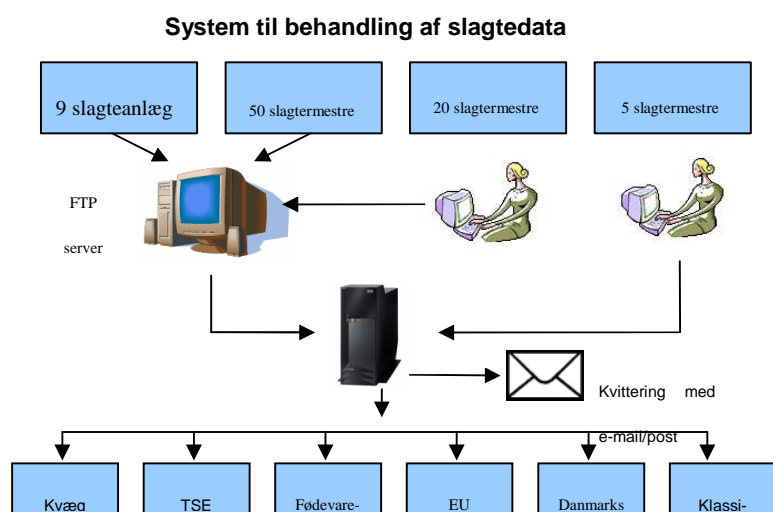 System til behandling af slagtedata
9 slagteanlæg
50 slagtermestre
20 slagtermestre
5 slagtermestre
FTP
server
Kvittering med
e-mail/post
Kvæg
TSE
Fødevare-
EU
Danmarks
Klassi-